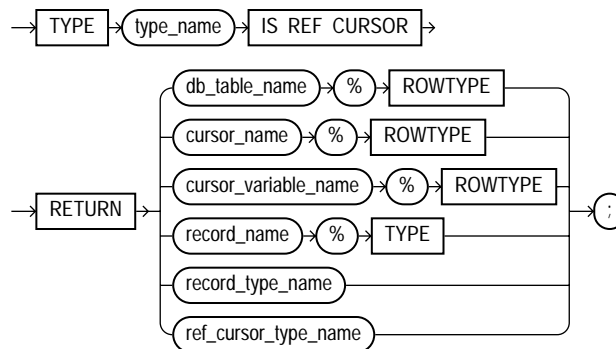 TYPE type_name IS REF CURSOR
db_table_name % ROWTYPE
cursor_name % ROWTYPE
cursor_variable_name % ROWTYPE
RETURN ;
record_name % TYPE
record_type_name
ref_cursor_type_name